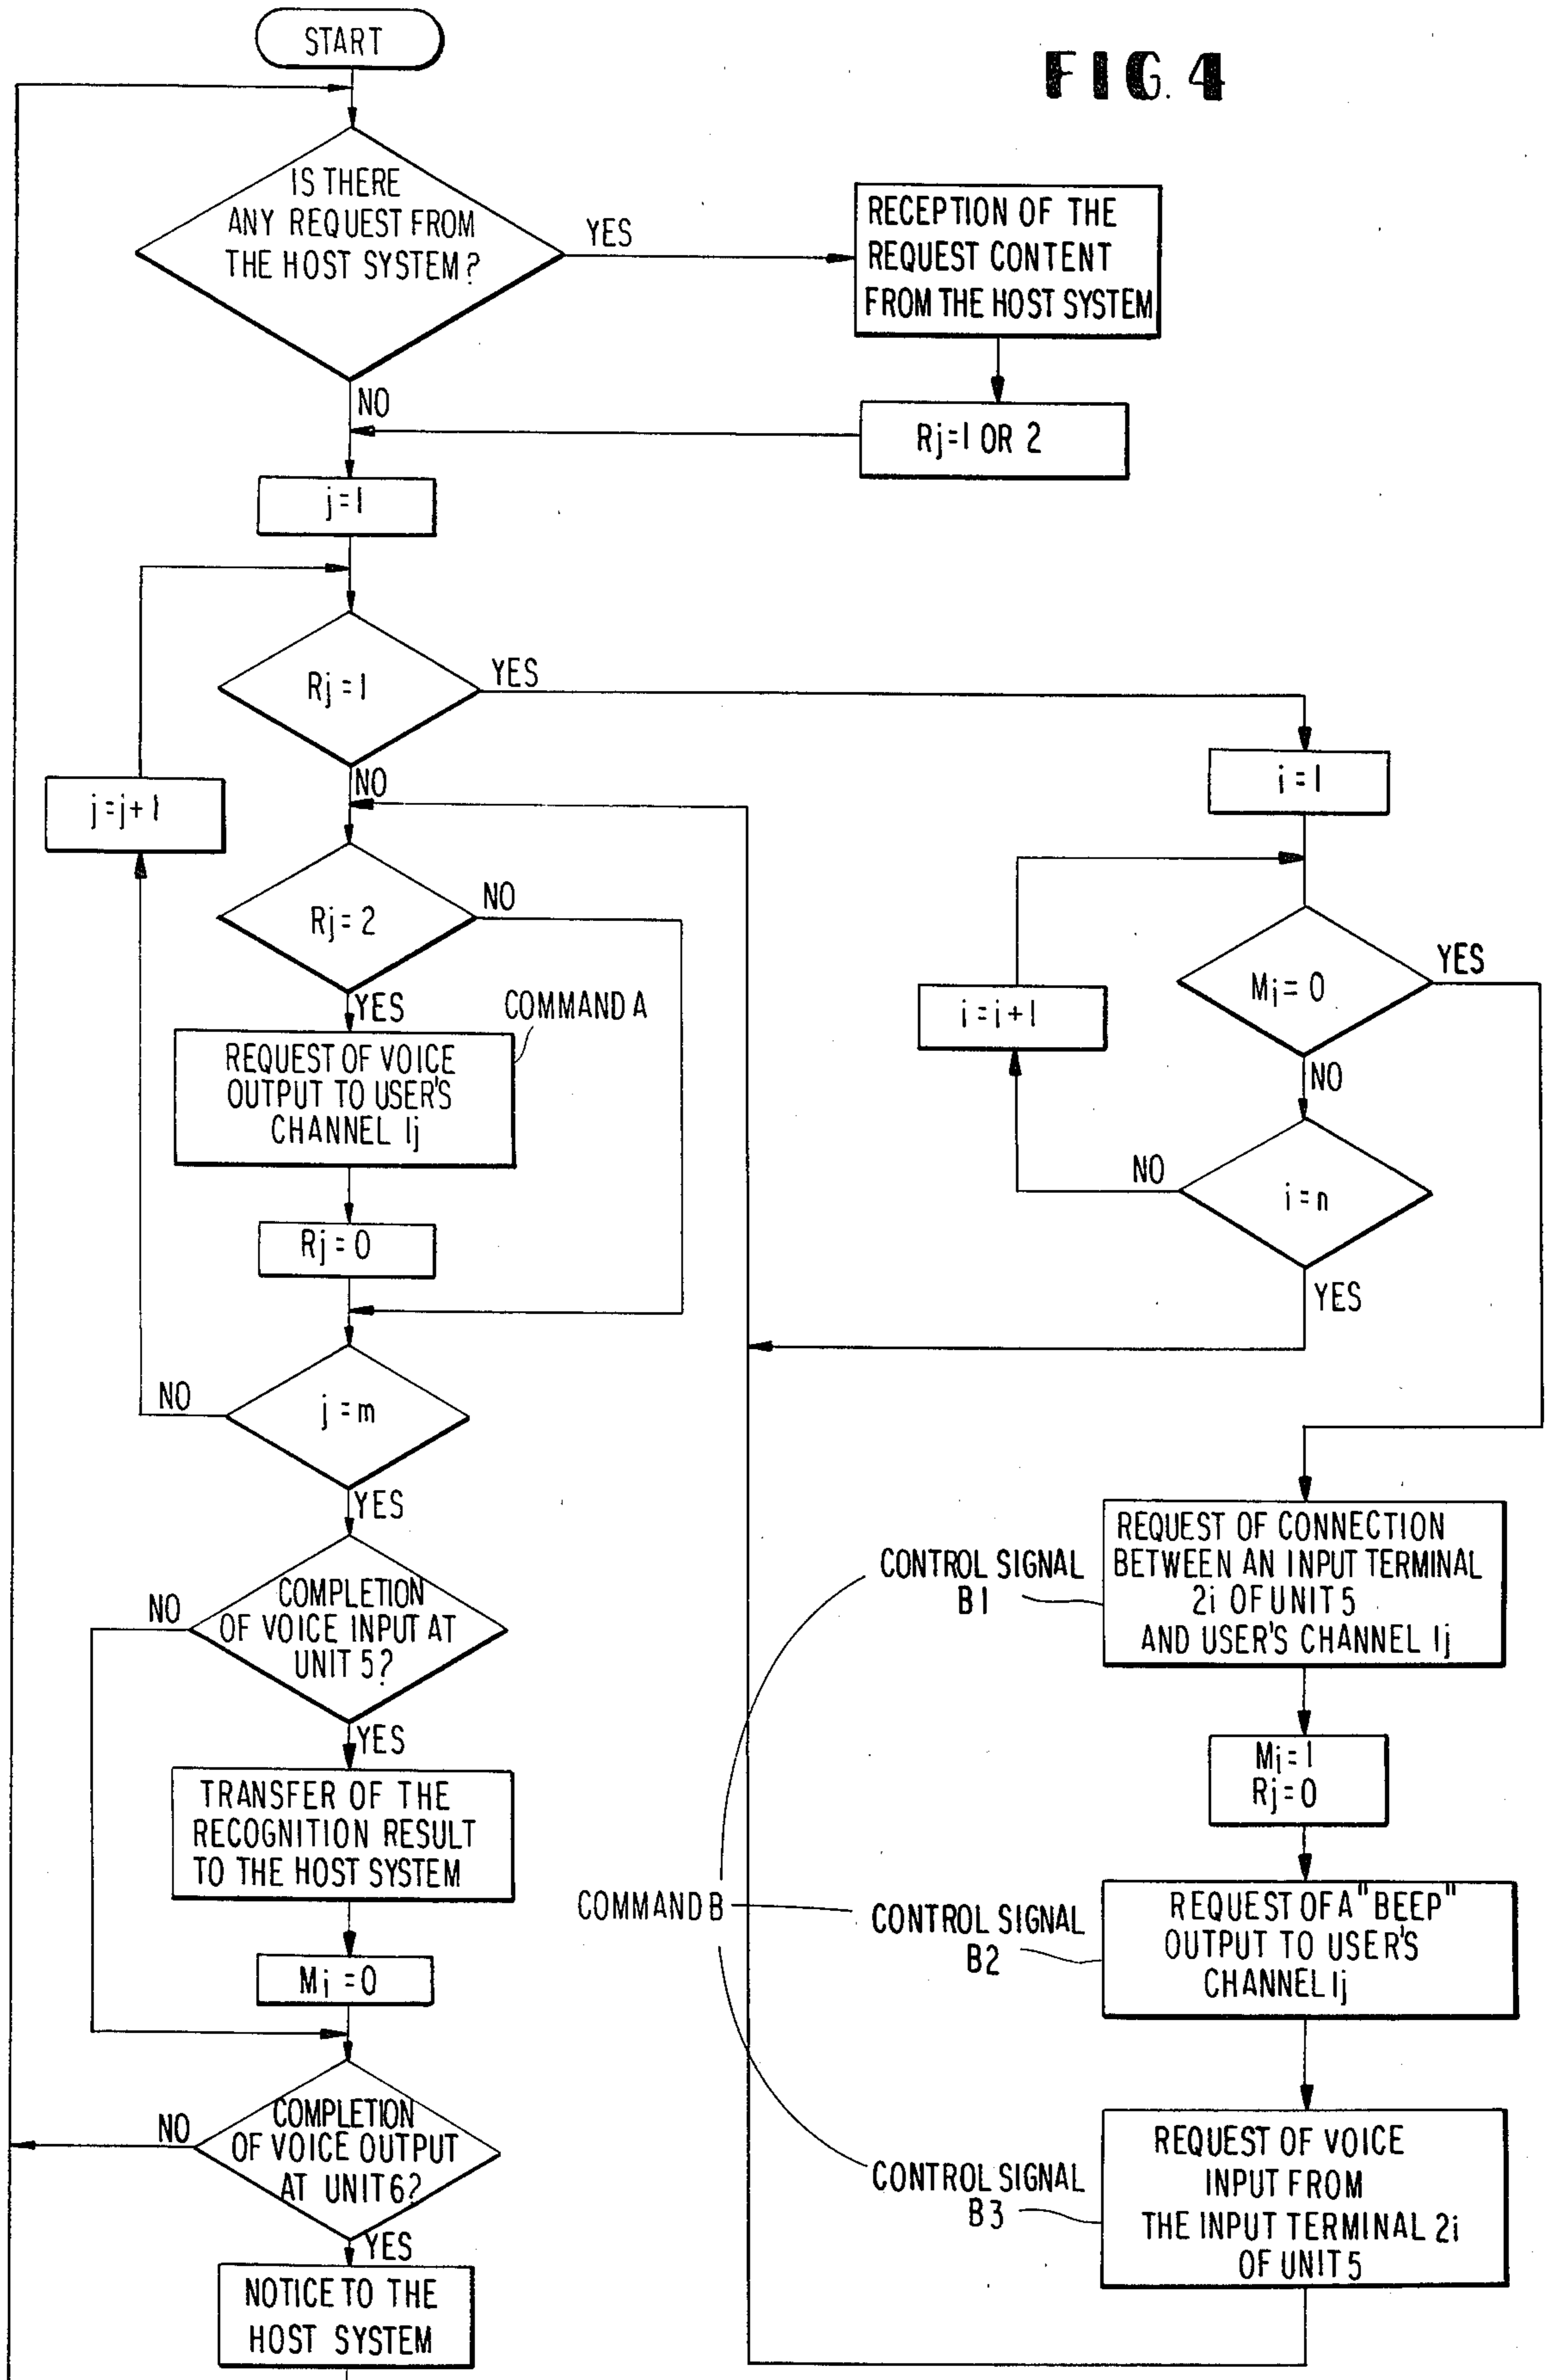 FIG. 4
START
IS THERE
ANY REQUEST FROM
THE HOST SYSTEM?
YES
RECEPTION OF THE
REQUEST CONTENT
FROM THE HOST SYSTEM
NO
Rj=1 OR 2
j=1
Rj=1
YES
NO
j=j+1
i=1
Rj=2
NO
YES
COMMAND A
REQUEST OF VOICE
OUTPUT TO USER'S
CHANNEL 1j
Rj=0
Mi=0
YES
i=i+1
NO
NO
i=n
YES
NO
j=m
YES
COMPLETION
OF VOICE INPUT AT
UNIT 5?
NO
YES
TRANSFER OF THE
RECOGNITION RESULT
TO THE HOST SYSTEM
Mi=0
COMPLETION
OF VOICE OUTPUT
AT UNIT 6?
NO
YES
NOTICE TO THE
HOST SYSTEM
CONTROL SIGNAL
B1
REQUEST OF CONNECTION
BETWEEN AN INPUT TERMINAL
2i OF UNIT 5
AND USER'S CHANNEL 1j
Mi=1
Rj=0
COMMAND B
CONTROL SIGNAL
B2
REQUEST OF A "BEEP"
OUTPUT TO USER'S
CHANNEL 1j
CONTROL SIGNAL
B3
REQUEST OF VOICE
INPUT FROM
THE INPUT TERMINAL 2i
OF UNIT 5